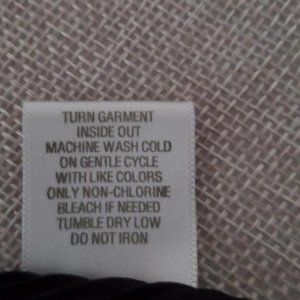 TURN GARMENT
INSIDE OUT
MACHINE WASH COLD
ON GENTLE CYCLE
WITH LIKE COLORS
ONLY NON-CHLORINE
BLEACH IF NEEDED
TUMBLE DRY LOW
DO NOT IRON